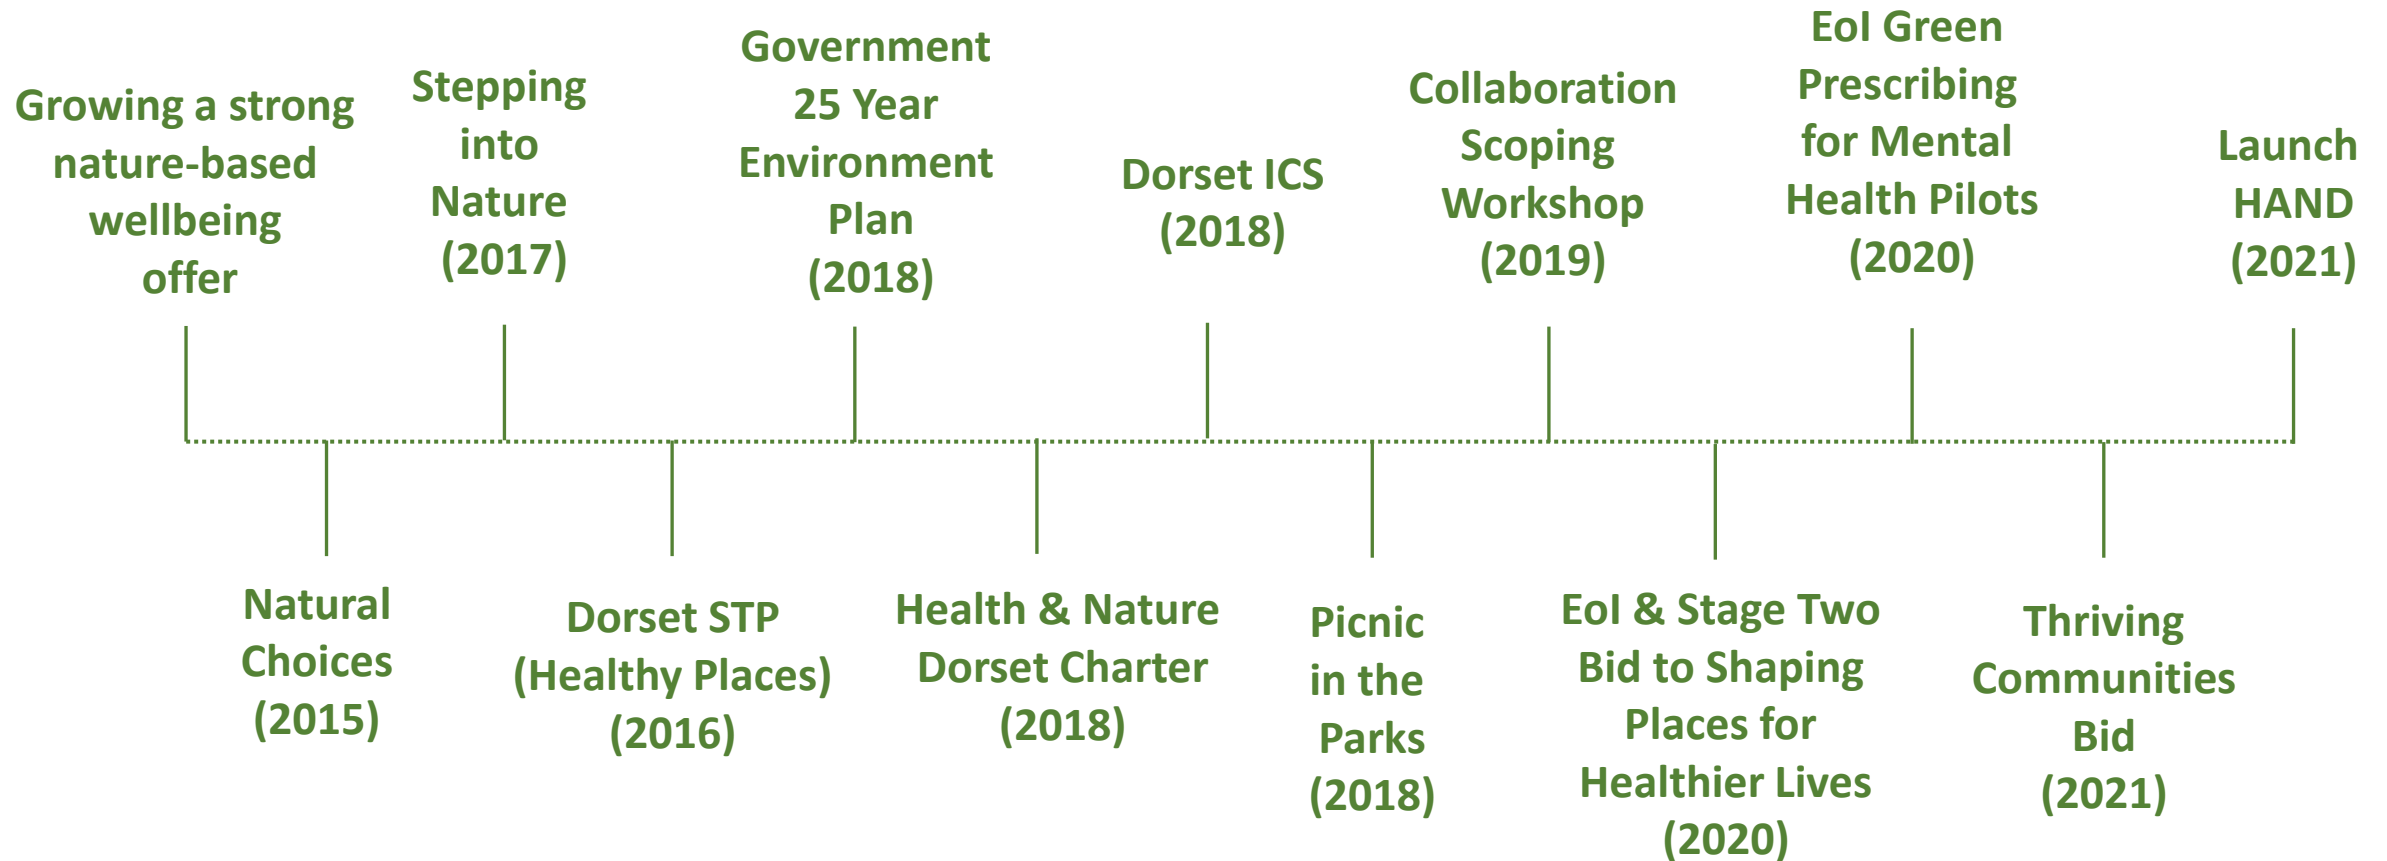 Growing a strong
nature-based
wellbeing
offer
Stepping
into
Nature
(2017)
Government
25 Year
Environment
Plan
(2018)
Dorset ICS
(2018)
Collaboration
Scoping
Workshop
(2019)
EoI Green
Prescribing
for Mental
Health Pilots
(2020)
Launch
HAND
(2021)
Natural
Choices
(2015)
Dorset STP
(Healthy Places)
(2016)
Health & Nature
Dorset Charter
(2018)
Picnic
in the
Parks
(2018)
EoI & Stage Two
Bid to Shaping
Places for
Healthier Lives
(2020)
Thriving
Communities
Bid
(2021)